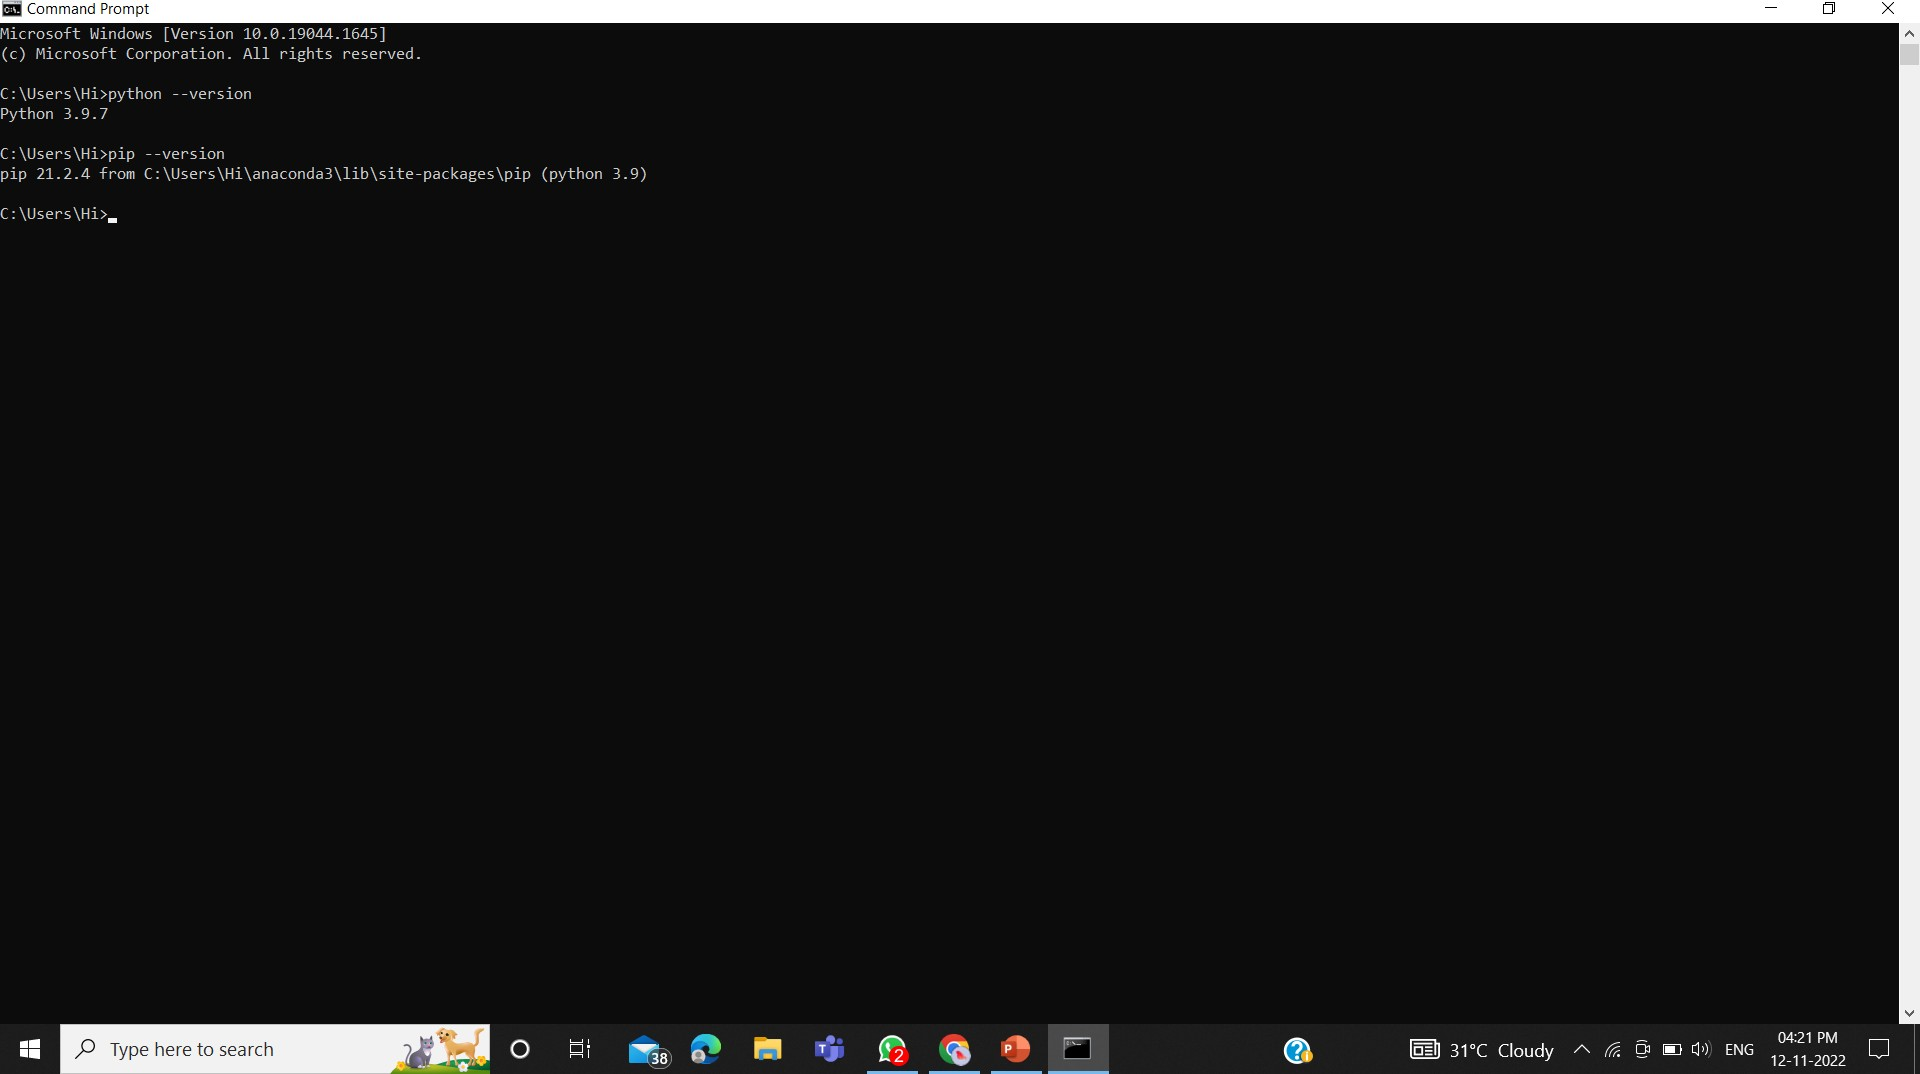 Command Prompt
Microsoft Windows [Version 10.0.19044.1645]
(c) Microsoft Corporation. All rights reserved.
C:\Users\Hi>python --version
Python 3.9.7
C:\Users\Hi>pip --version
pip 21.2.4 from C:\Users\Hi\anaconda3\lib\site-packages\pip (python 3.9)
C:\Users\Hi>
Type here to search
38
2
P
31°C Cloudy
ENG
04:21 PM
12-11-2022